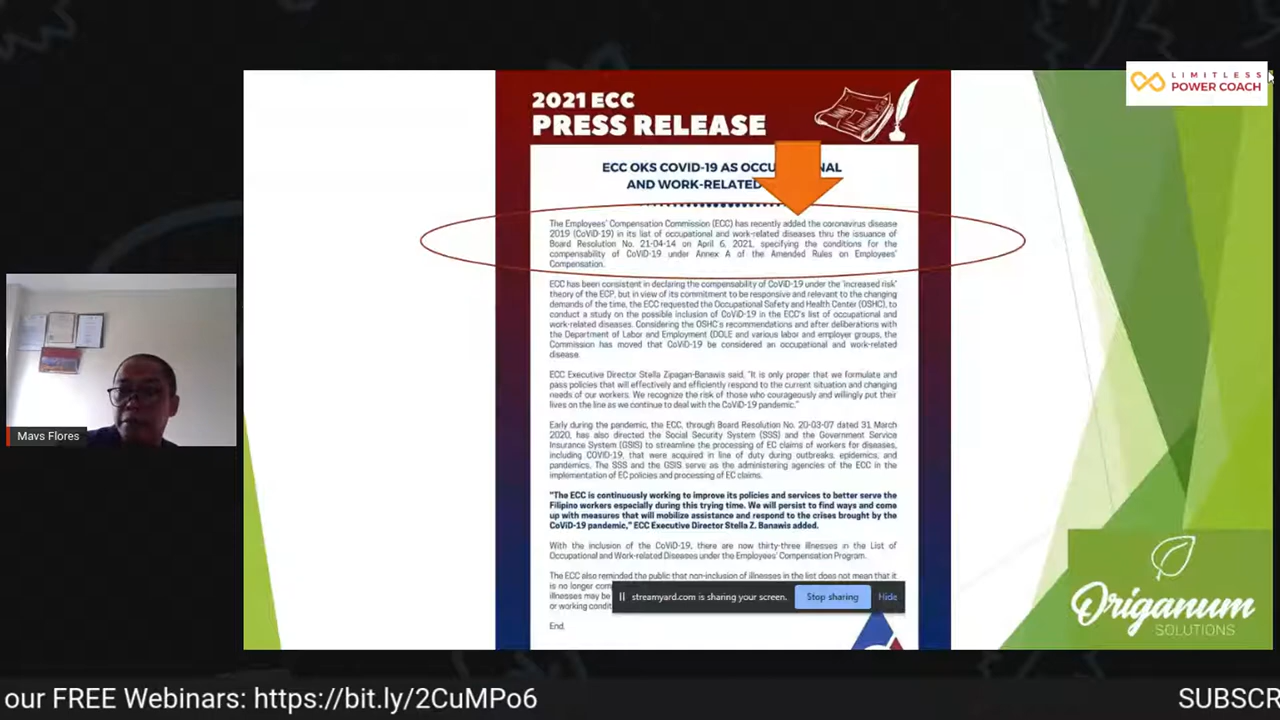 LIMITLESS
POWER COACH
2021 ECC
PRESS RELEASE
ECC OKS COVID-19 AS OCCU NAL
AND WORK-RELATED
The Employees' Compensation Commission (ECC) has recently added the coronavirus disease
2019 (CoViD-19) in its list of occupational and work-related diseases thru the issuance of
Board Resolution No. 21-04-14 on April 6, 2021, specifying the conditions for the
compensability of CoViD-19 under Annex A of the Amended Rules on Employees'
Compensation.
ECC has been consistent in declaring the compensability of CoViD-19 under the 'increased risk'
theory of the ECP, but in view of its commitment to be responsive and relevant to the changing
demands of the time, the ECC requested the Occupational Safety and Health Center (OSHC), to
conduct a study on the possible inclusion of CoViD-19 in the ECC's list of occupational and
work-related diseases. Considering the OSHC's recommendations and after deliberations with
the Department of Labor and Employment (DOLE and various labor and employer groups, the
Commission has moved that CoViD-19 be considered an occupational and work-related
disease.
ECC Executive Director Stella Zipagan-Banawis said, "It is only proper that we formulate and
pass policies that will effectively and efficiently respond to the current situation and changing
needs of our workers. We recognize the risk of those who courageously and willingly put their
lives on the line as we continue to deal with the CoViD-19 pandemic."
Early during the pandemic, the ECC, through Board Resolution No. 20-03-07 dated 31 March
2020, has also directed the Social Security System (SSS) and the Government Service
Insurance System (GSIS) to streamline the processing of EC claims of workers for diseases,
including COVID-19, that were acquired in line of duty during outbreaks, epidemics, and
pandemics. The SSS and the GSIS serve as the administering agencies of the ECC in the
implementation of EC policies and processing of EC claims.
"The ECC is continuously working to improve its policies and services to better serve the
Filipino workers especially during this trying time. We will persist to find ways and come
up with measures that will mobilize assistance and respond to the crises brought by the
CoViD-19 pandemic," ECC Executive Director Stella Z. Banawis added.
With the inclusion of the CoViD-19, there are now thirty-three illnesses in the List of
Occupational and Work-related Diseases under the Employees' Compensation Program.
The ECC also reminded the public that non-inclusion of illnesses in the list does not mean that it
is no longer com
illnesses may be
or working condit
End.
streamyard.com is sharing your screen.
Stop sharing
Hide
Mavs Flores
Origanum
SOLUTIONS
our FREE Webinars: https://bit.ly/2CuMPo6
SUBSCR